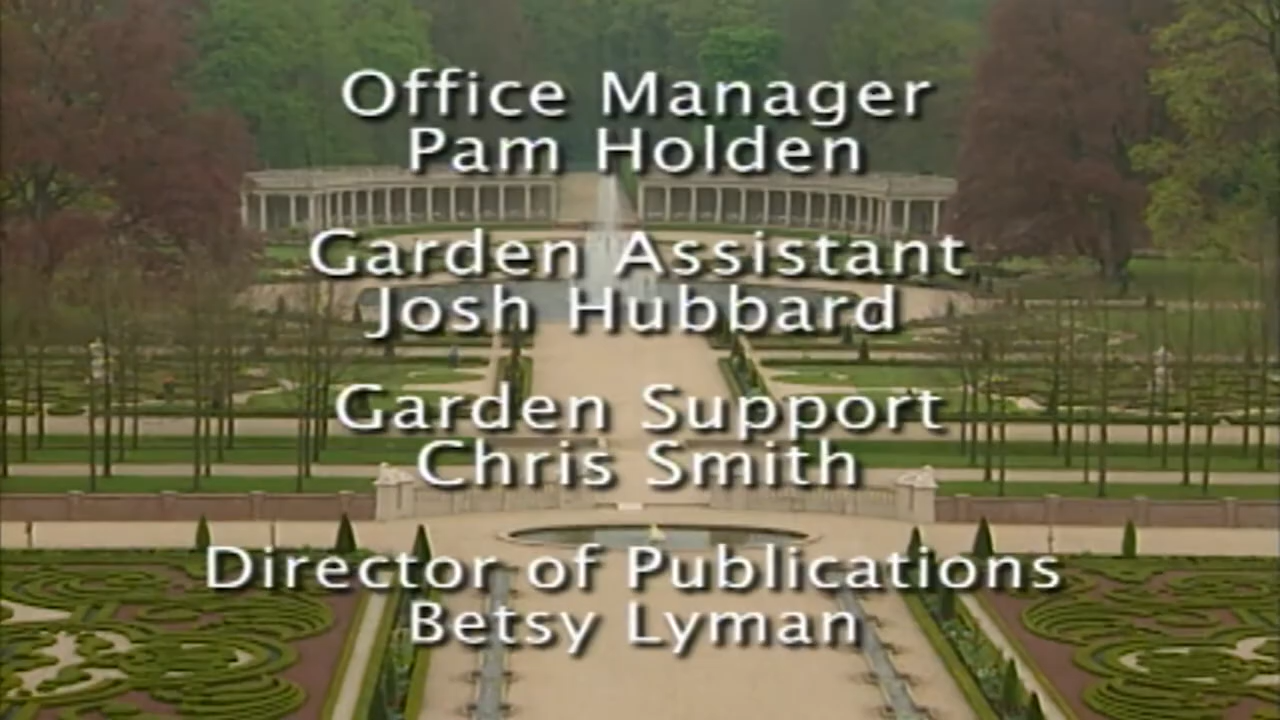 Office Manager
Pam Holden
Garden Assistant
Josh Hubbard
Garden Support
Chris Smith
Director of Publications
Betsy Lyman